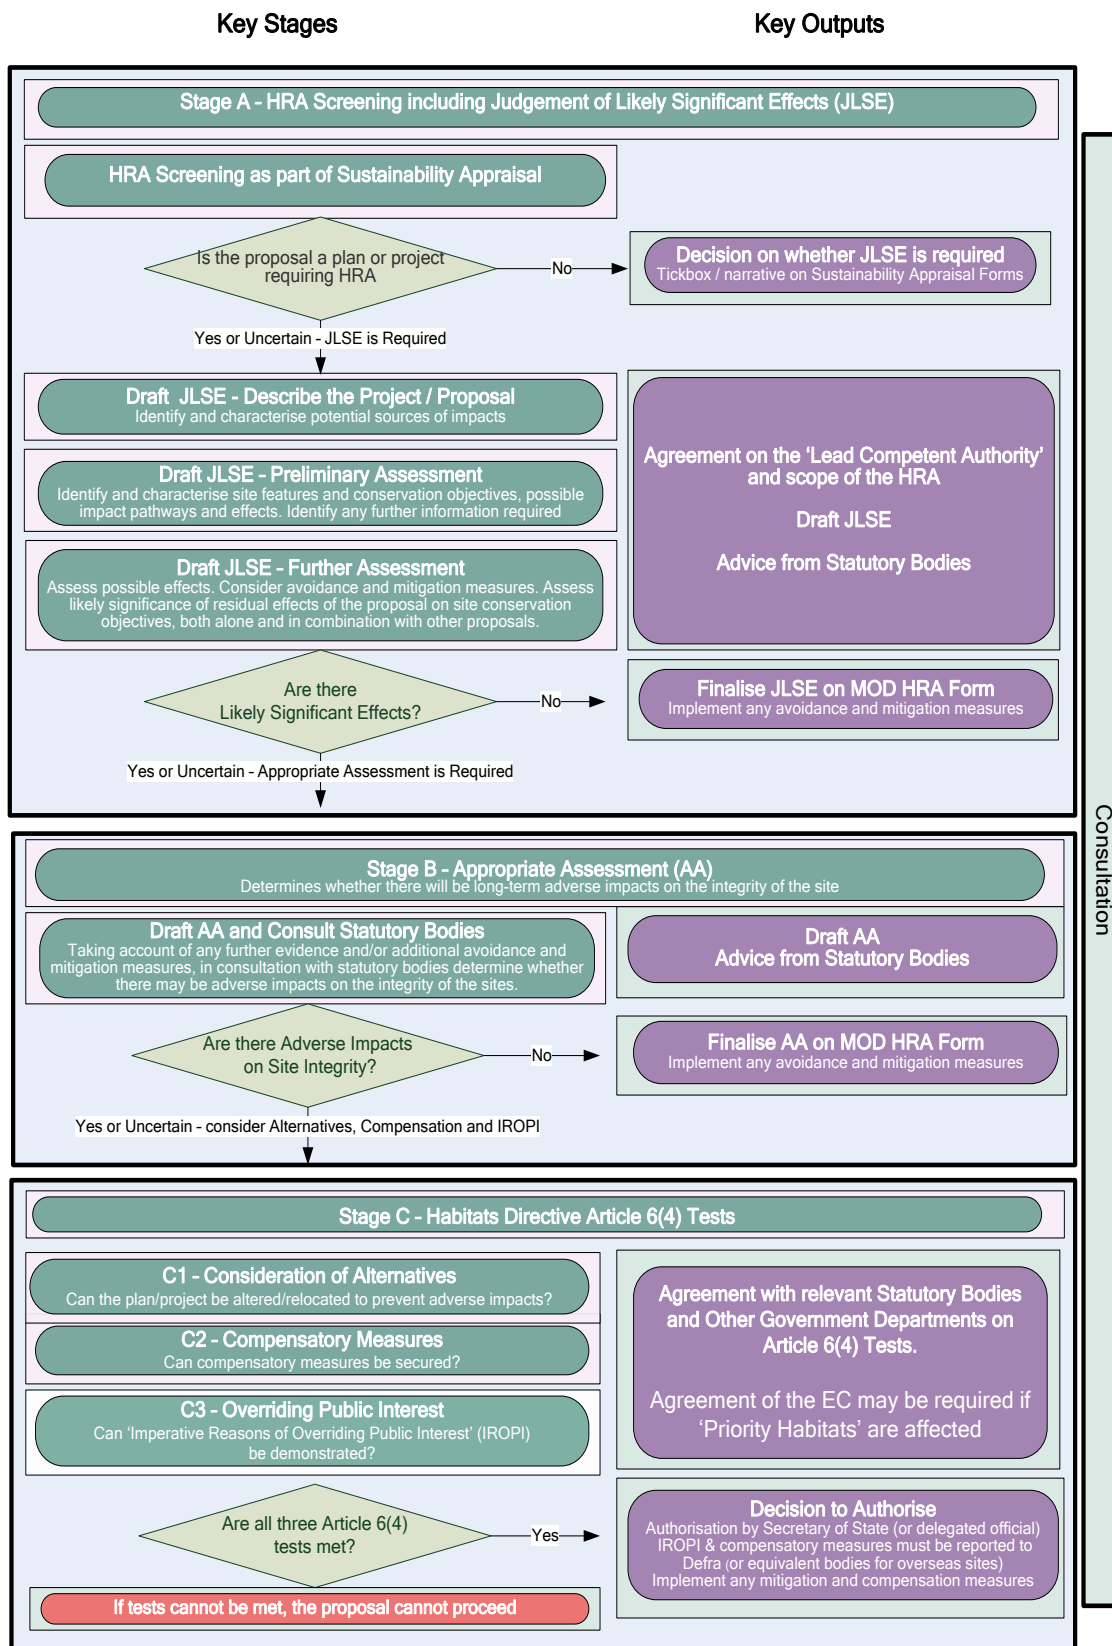 Key Stages
Key Outputs
Stage A - HRA Screening including Judgement of Likely Significant Effects (JLSE)
HRA Screening as part of Sustainability Appraisal
Is the proposal a plan or project
requiring HRA
No
Decision on whether JLSE is required
Tickbox / narrative on Sustainability Appraisal Forms
Yes or Uncertain - JLSE is Required
Draft JLSE - Describe the Project / Proposal
Identify and characterise potential sources of impacts
Draft JLSE - Preliminary Assessment
Identify and characterise site features and conservation objectives, possible
impact pathways and effects. Identify any further information required
Draft JLSE - Further Assessment
Assess possible effects. Consider avoidance and mitigation measures. Assess
likely significance of residual effects of the proposal on site conservation
objectives, both alone and in combination with other proposals.
Agreement on the ‘Lead Competent Authority’
and scope of the HRA
Draft JLSE
Advice from Statutory Bodies
Are there
Likely Significant Effects?
No
Finalise JLSE on MOD HRA Form
Implement any avoidance and mitigation measures
Yes or Uncertain - Appropriate Assessment is Required
Consultation
Stage B - Appropriate Assessment (AA)
Determines whether there will be long-term adverse impacts on the integrity of the site
Draft AA and Consult Statutory Bodies
Taking account of any further evidence and/or additional avoidance and
mitigation measures, in consultation with statutory bodies determine whether
there may be adverse impacts on the integrity of the sites.
Draft AA
Advice from Statutory Bodies
Are there Adverse Impacts
on Site Integrity?
No
Finalise AA on MOD HRA Form
Implement any avoidance and mitigation measures
Yes or Uncertain - consider Alternatives, Compensation and IROPI
Stage C - Habitats Directive Article 6(4) Tests
C1 - Consideration of Alternatives
Can the plan/project be altered/relocated to prevent adverse impacts?
C2 - Compensatory Measures
Can compensatory measures be secured?
C3 - Overriding Public Interest
Can ‘Imperative Reasons of Overriding Public Interest’ (IROPI)
be demonstrated?
Agreement with relevant Statutory Bodies
and Other Government Departments on
Article 6(4) Tests.
Agreement of the EC may be required if
‘Priority Habitats’ are affected
Are all three Article 6(4)
tests met?
Yes
Decision to Authorise
Authorisation by Secretary of State (or delegated official)
IROPI & compensatory measures must be reported to
Defra (or equivalent bodies for overseas sites)
Implement any mitigation and compensation measures
If tests cannot be met, the proposal cannot proceed